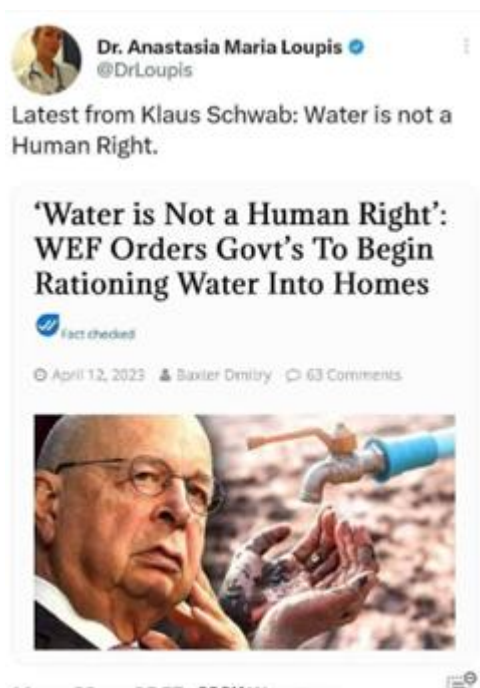 Dr. Anastasia Maria Loupis
@DrLoupis
Latest from Klaus Schwab: Water is not a
Human Right.
‘Water is Not a Human Right’:
WEF Orders Govt’s To Begin
Rationing Water Into Homes
Fact checked
April 12, 2023 Baxter Dmitry 63 Comments